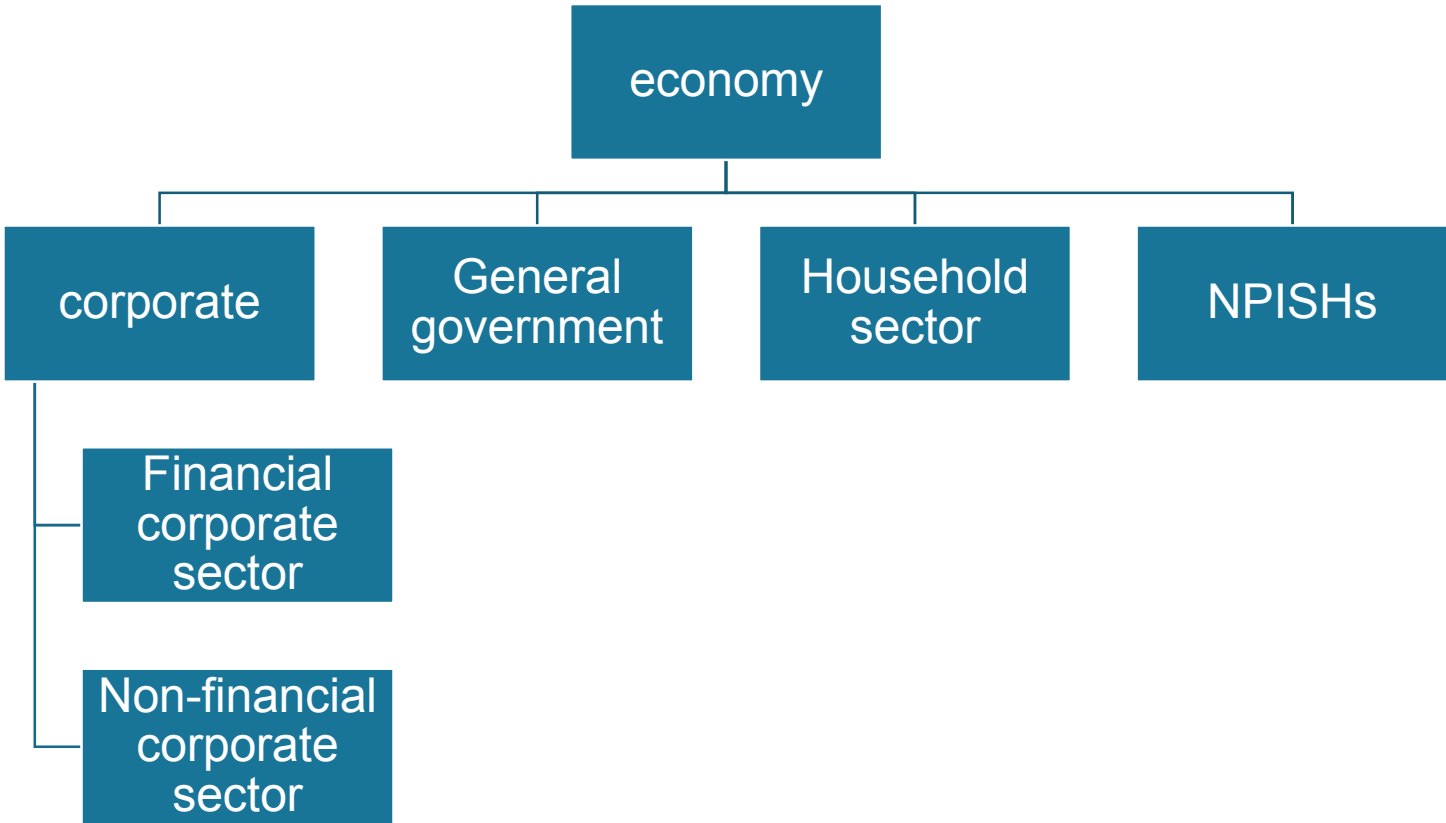 economy
corporate
General
government
Household
sector
NPISHs
Financial
corporate
sector
Non-financial
corporate
sector